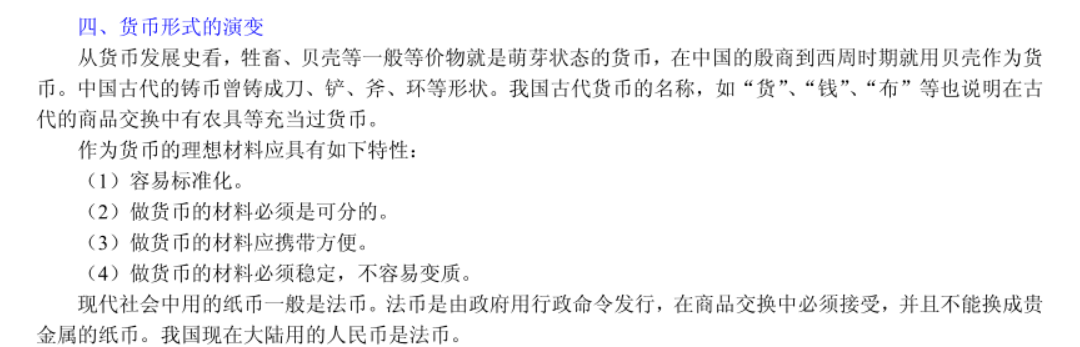 四、货币形式的演变
从货币发展史看，牲畜、贝壳等一般等价物就是萌芽状态的货币，在中国的殷商到西周时期就用贝壳作为货
币。中国古代的铸币曾铸成刀、铲、斧、环等形状。我国古代货币的名称，如“货”、“钱”、“布”等也说明在古
代的商品交换中有农具等充当过货币。
作为货币的理想材料应具有如下特性：
（1）容易标准化。
（2）做货币的材料必须是可分的。
（3）做货币的材料应携带方便。
（4）做货币的材料必须稳定，不容易变质。
现代社会中用的纸币一般是法币。法币是由政府用行政命令发行，在商品交换中必须接受，并且不能换成贵
金属的纸币。我国现在大陆用的人民币是法币。